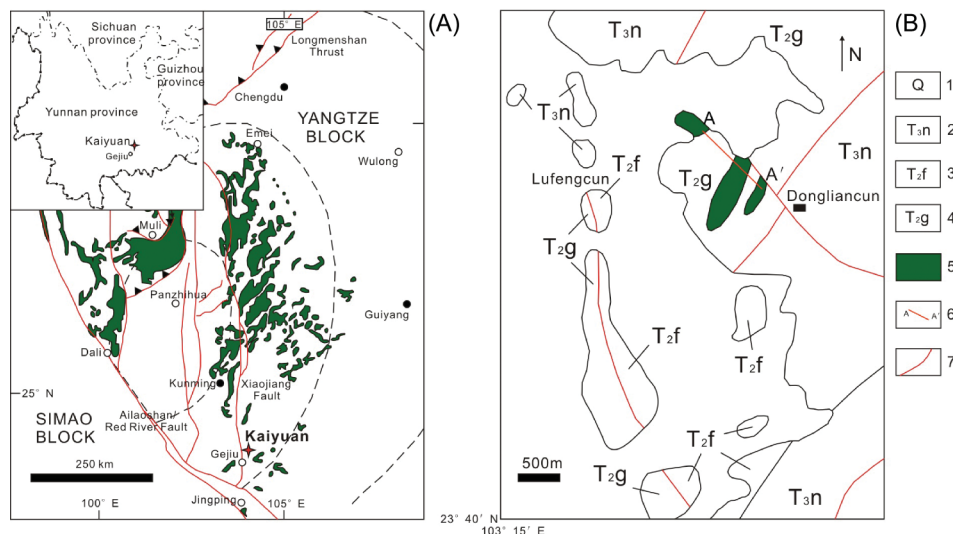 (A)
Sichuan
province
Guizhou
province
Yunnan province
Kaiyuan
Gejiu
105° E
Longmenshan
Thrust
Chengdu
YANGTZE
BLOCK
Emei
Wulong
Muli
Panzhihua
Guiyang
Dali
Kunming
Xiaojiang
Fault
25° N
Ailaoshan
Red River Fault
SIMAO
BLOCK
Kaiyuan
Gejiu
250 km
Jingping
100° E
105° E
(B)
T₃n
T₂g
N
T₃n
A
T₃n
Lufengcun
T₂f
T₂g
A'
Dongliancun
T₂g
T₂f
T₂f
T₂f
500m
T₂g
T₃n
23° 40' N
103° 15' E
Q 1
T₃n 2
T₂f 3
T₂g 4
5
A A' 6
7